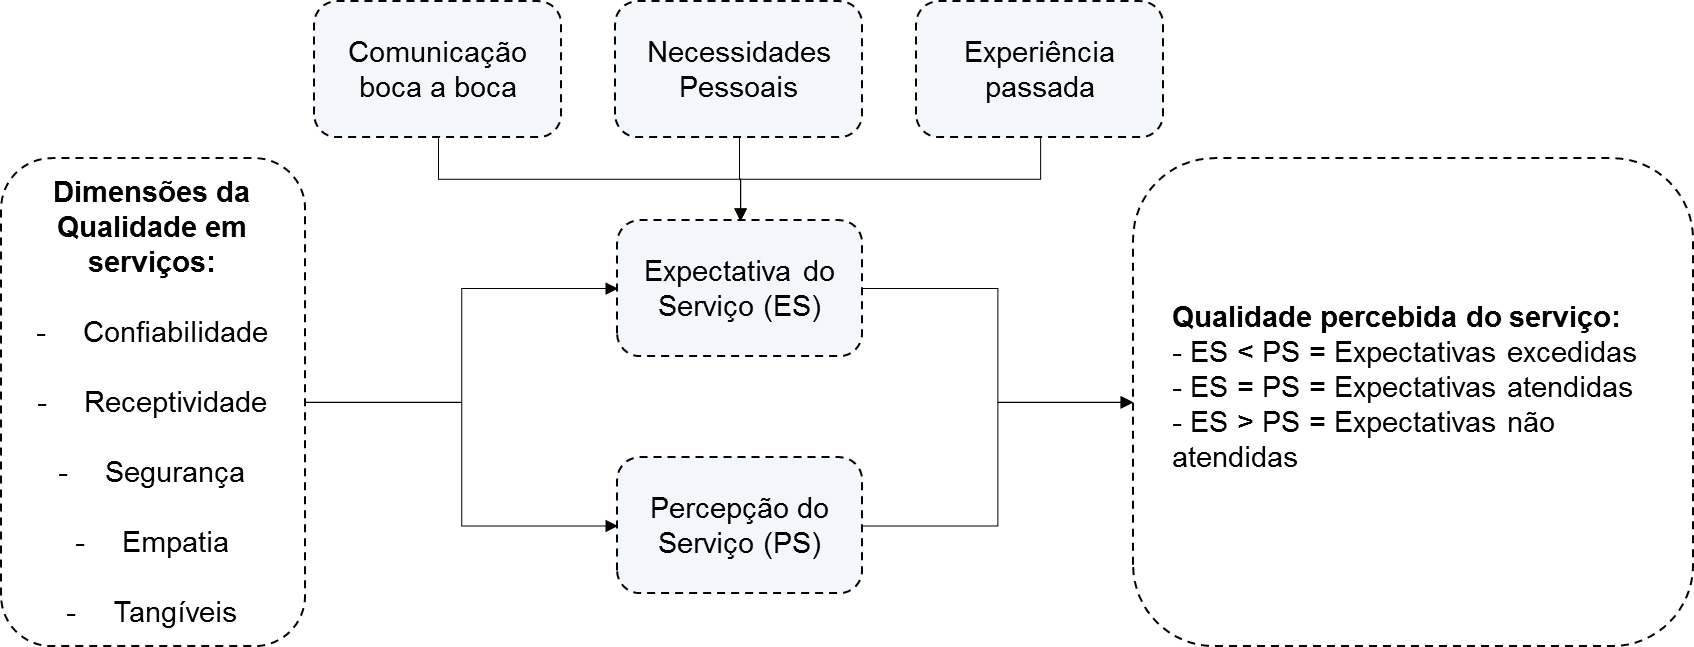 Comunicação
boca a boca
Necessidades
Pessoais
Experiência
passada
Dimensões da
Qualidade em
serviços:
- Confiabilidade
- Receptividade
- Segurança
- Empatia
- Tangíveis
Expectativa do
Serviço (ES)
Percepção do
Serviço (PS)
Qualidade percebida do serviço:
- ES < PS = Expectativas excedidas
- ES = PS = Expectativas atendidas
- ES > PS = Expectativas não
atendidas